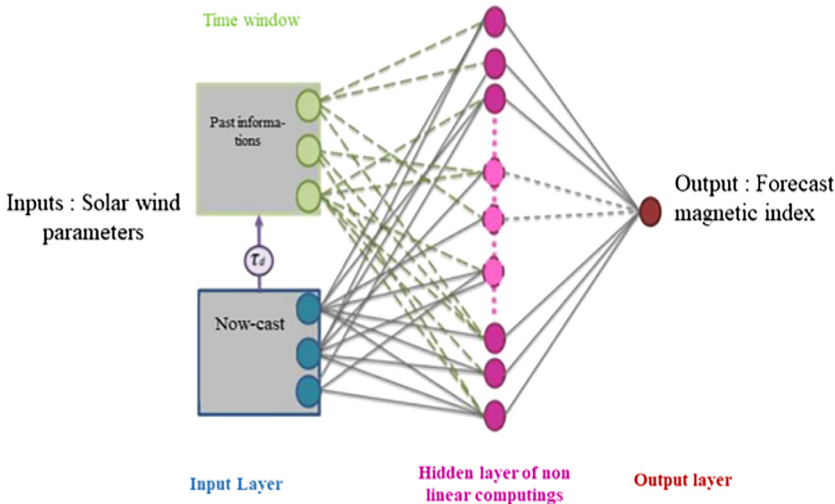 Time window
Past informa-
tions
Inputs : Solar wind
parameters
τd
Now-cast
Output : Forecast
magnetic index
Input Layer
Hidden layer of non
linear computings
Output layer